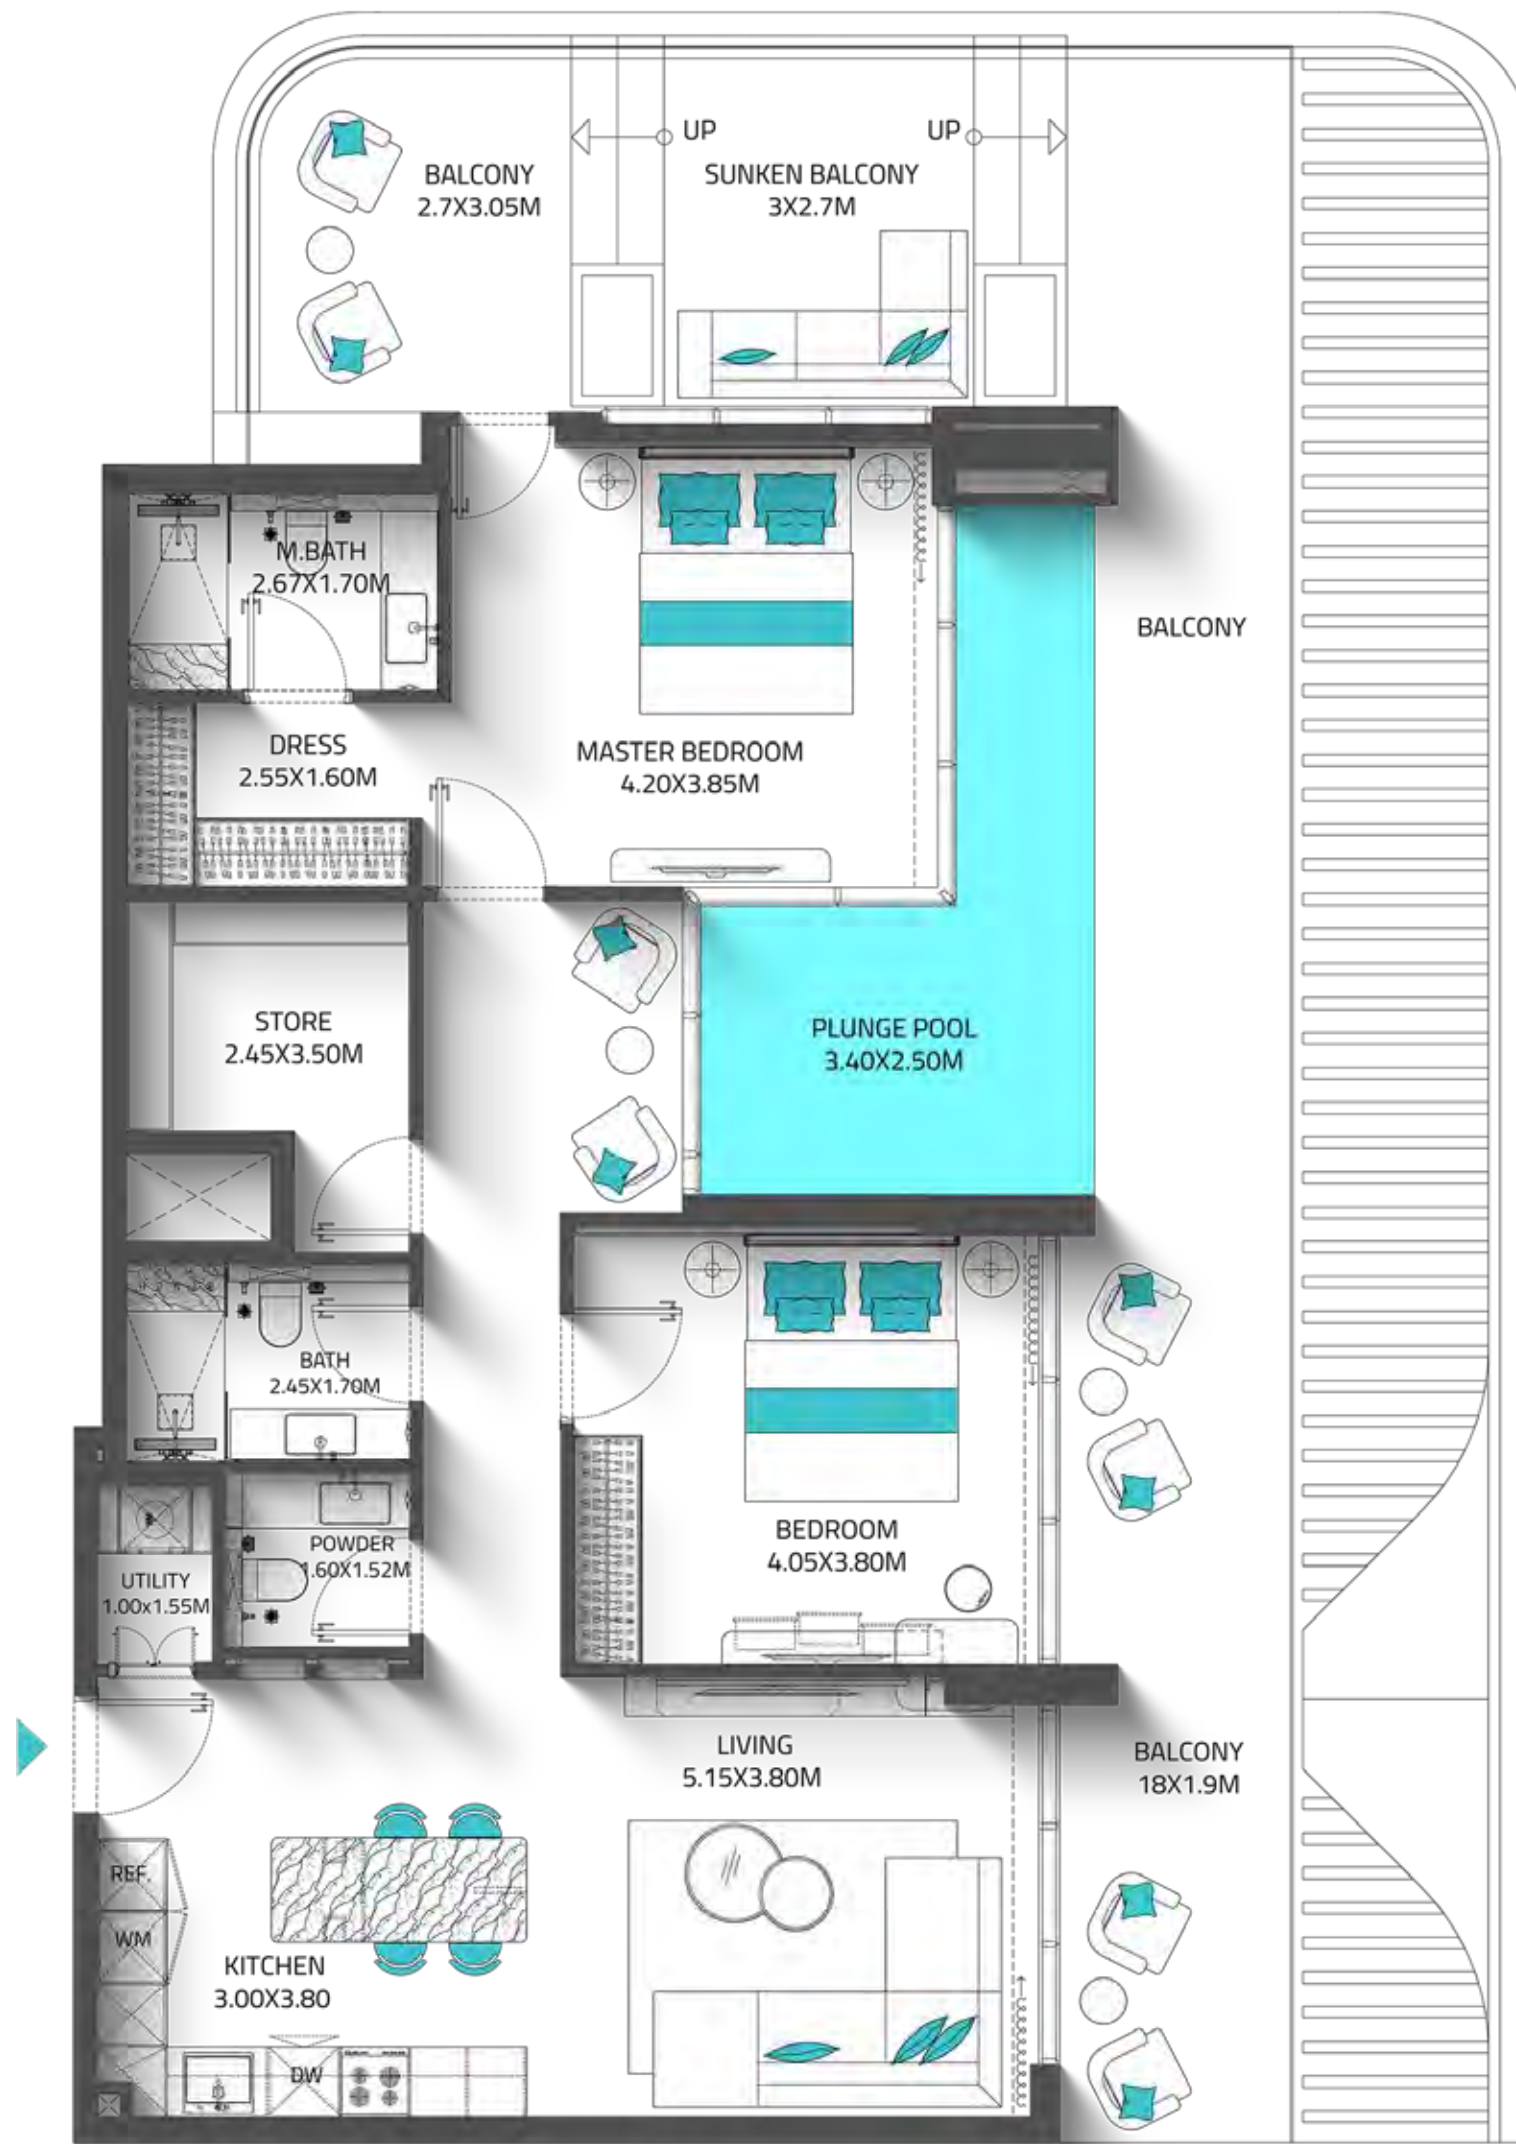 UP
UP
BALCONY
2.7X3.05M
SUNKEN BALCONY
3X2.7M
M.BATH
2.67X1.70M
BALCONY
DRESS
2.55X1.60M
MASTER BEDROOM
4.20X3.85M
STORE
2.45X3.50M
PLUNGE POOL
3.40X2.50M
BATH
2.45X1.70M
BEDROOM
4.05X3.80M
POWDER
1.60X1.52M
UTILITY
1.00x1.55M
LIVING
5.15X3.80M
BALCONY
18X1.9M
REF.
WM
KITCHEN
3.00X3.80
DW